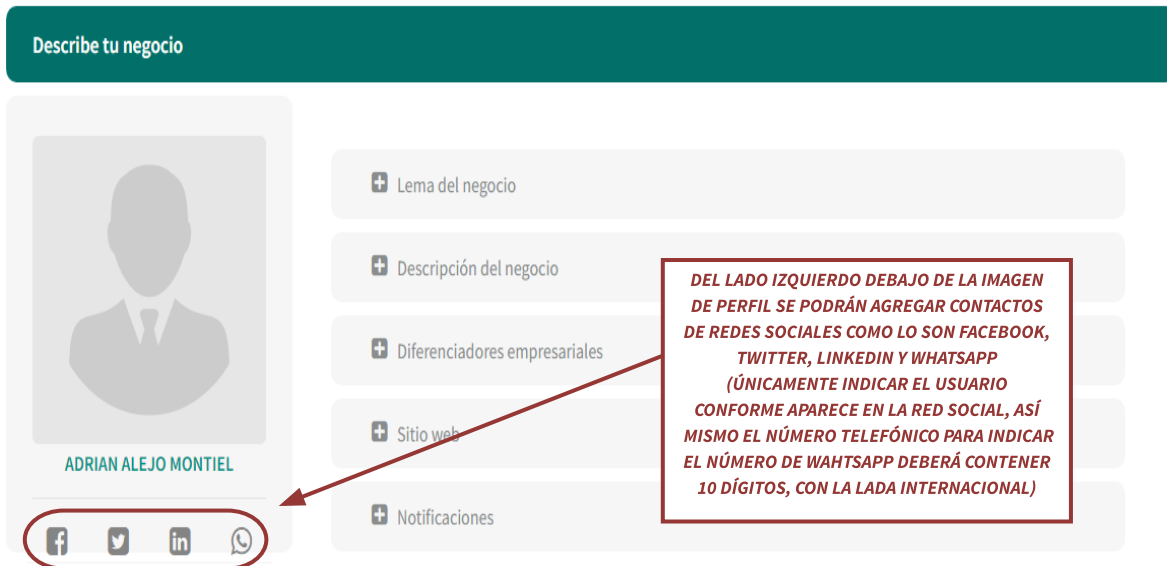 Describe tu negocio
Lema del negocio
Descripción del negocio
Diferenciadores empresariales
Sitio web
Notificaciones
ADRIAN ALEJO MONTIEL
DEL LADO IZQUIERDO DEBAJO DE LA IMAGEN
DE PERFIL SE PODRÁN AGREGAR CONTACTOS
DE REDES SOCIALES COMO LO SON FACEBOOK,
TWITTER, LINKEDIN Y WHATSAPP
(ÚNICAMENTE INDICAR EL USUARIO
CONFORME APARECE EN LA RED SOCIAL, ASÍ
MISMO EL NÚMERO TELEFÓNICO PARA INDICAR
EL NÚMERO DE WAHTSAPP DEBERÁ CONTENER
10 DÍGITOS, CON LA LADA INTERNACIONAL)